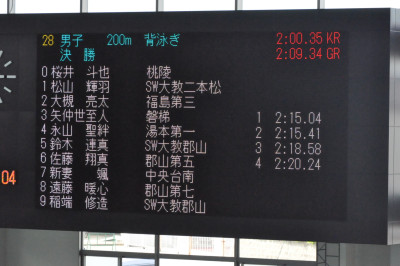 28 男子 200m 背泳ぎ 2:00.35 KR
決 勝 2:09.34 GR
0 桜井 斗也 桃陵
1 松山 輝羽 SW大教二本松
2 大槻 亮太 福島第三
3 矢仲世至人 磐梯 1 2:15.04
4 永山 聖絆 湯本第一 2 2:15.41
5 鈴木 連真 SW大教郡山 3 2:18.58
6 佐藤 翔真 郡山第五 4 2:20.24
7 新妻 颯 中央台南
8 遠藤 暖心 郡山第七
9 稲端 修造 SW大教郡山
04